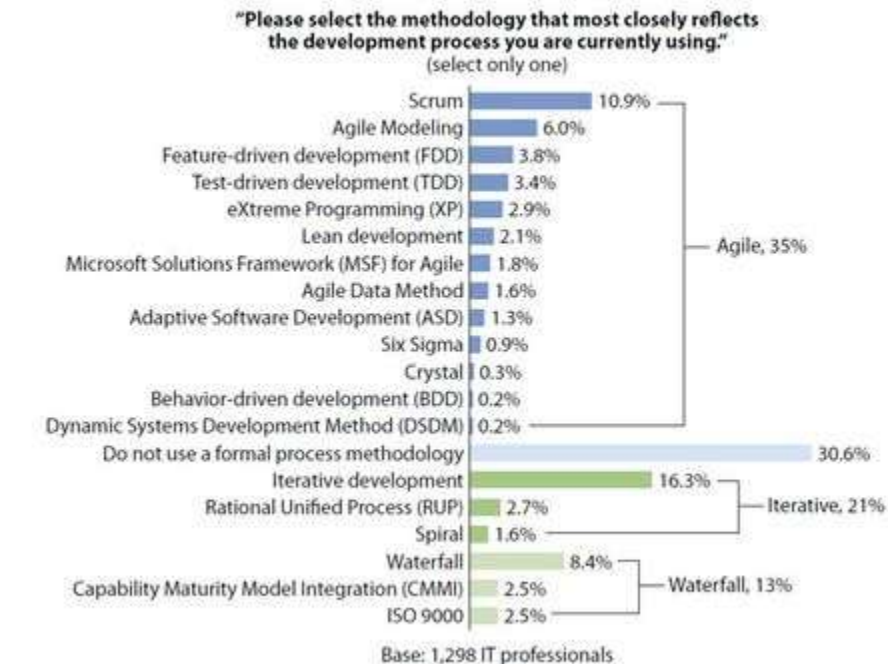 "Please select the methodology that most closely reflects
the development process you are currently using."
(select only one)
Scrum 10.9%
Agile Modeling 6.0%
Feature-driven development (FDD) 3.8%
Test-driven development (TDD) 3.4%
eXtreme Programming (XP) 2.9%
Lean development 2.1%
Agile, 35%
Microsoft Solutions Framework (MSF) for Agile 1.8%
Agile Data Method 1.6%
Adaptive Software Development (ASD) 1.3%
Six Sigma 0.9%
Crystal 0.3%
Behavior-driven development (BDD) 0.2%
Dynamic Systems Development Method (DSDM) 0.2%
Do not use a formal process methodology 30.6%
Iterative development 16.3%
Rational Unified Process (RUP) 2.7%
Iterative, 21%
Spiral 1.6%
Waterfall 8.4%
Capability Maturity Model Integration (CMMI) 2.5%
Waterfall, 13%
ISO 9000 2.5%
Base: 1,298 IT professionals